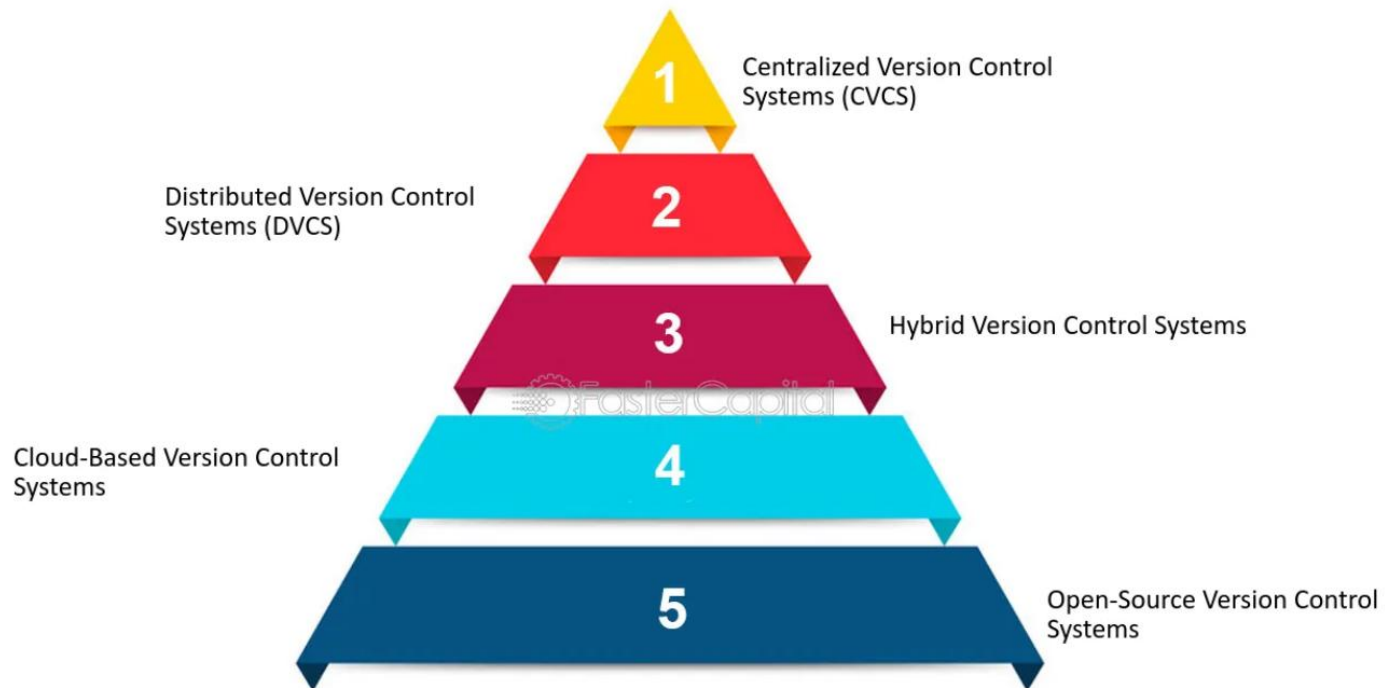 1
Centralized Version Control
Systems (CVCS)
Distributed Version Control
Systems (DVCS)
2
3
Hybrid Version Control Systems
FasterCapital
Cloud-Based Version Control
Systems
4
5
Open-Source Version Control
Systems